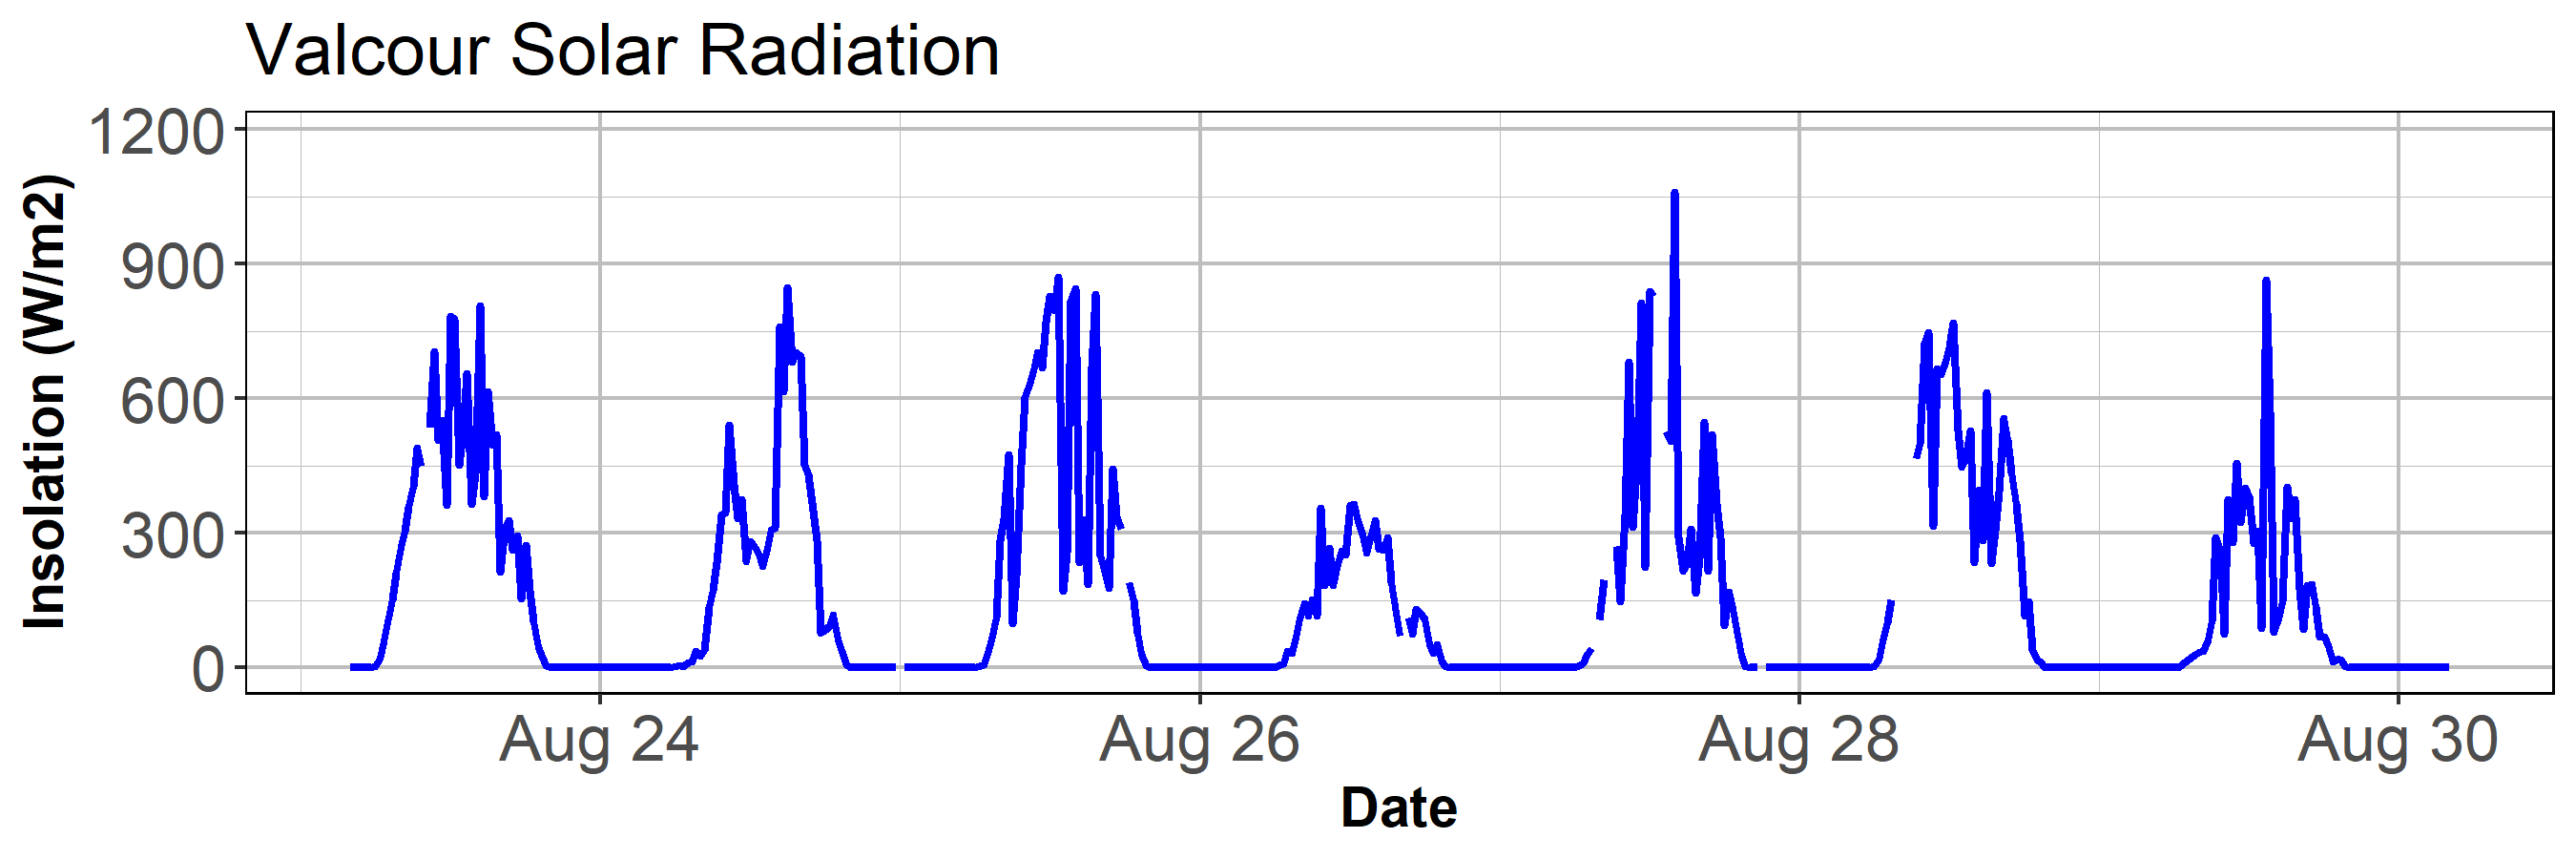 Valcour Solar Radiation
1200
900
600
300
0
Insolation (W/m2)
Aug 24 Aug 26 Aug 28 Aug 30
Date